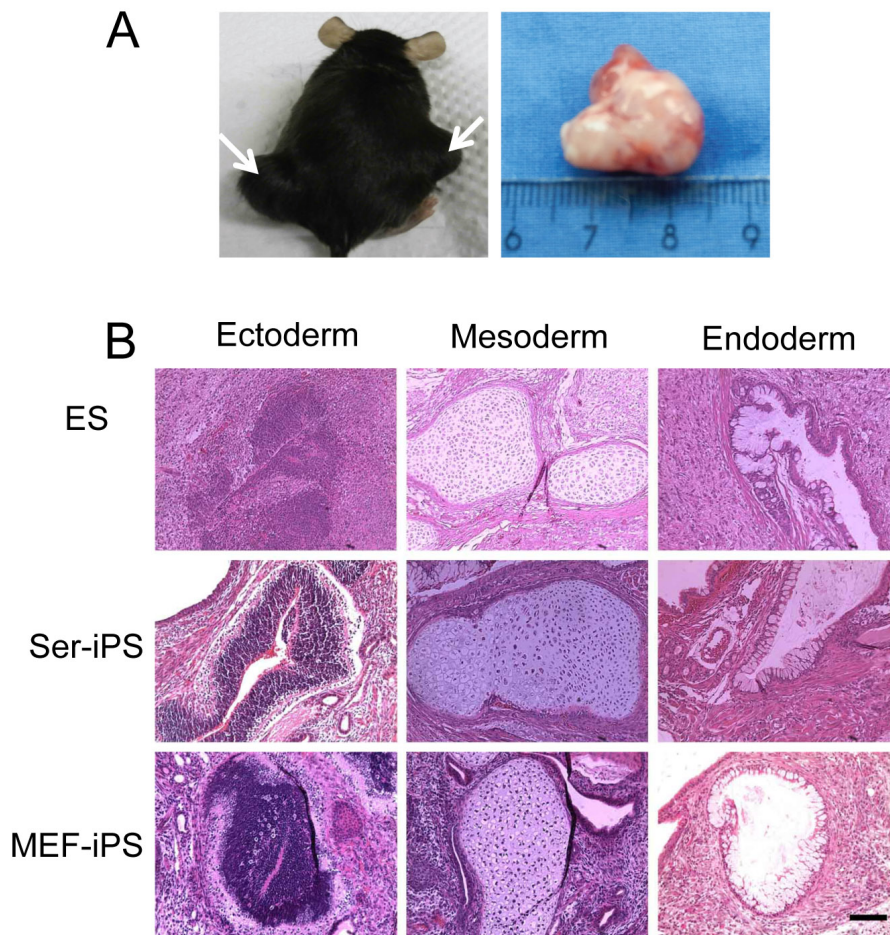 A
6 7 8 9
B
Ectoderm Mesoderm Endoderm
ES
Ser-iPS
MEF-iPS